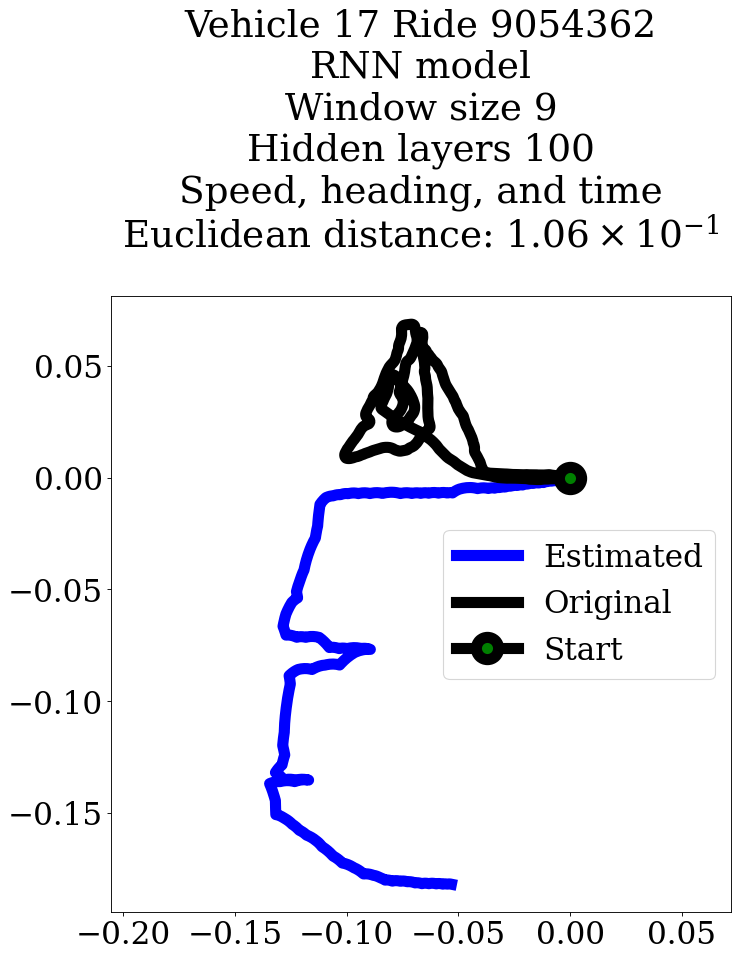 Vehicle 17 Ride 9054362
RNN model
Window size 9
Hidden layers 100
Speed, heading, and time
Euclidean distance: 1.06 × 10⁻¹
0.05
0.00
−0.05
−0.10
−0.15
Estimated
Original
Start
−0.20 −0.15 −0.10 −0.05 0.00 0.05